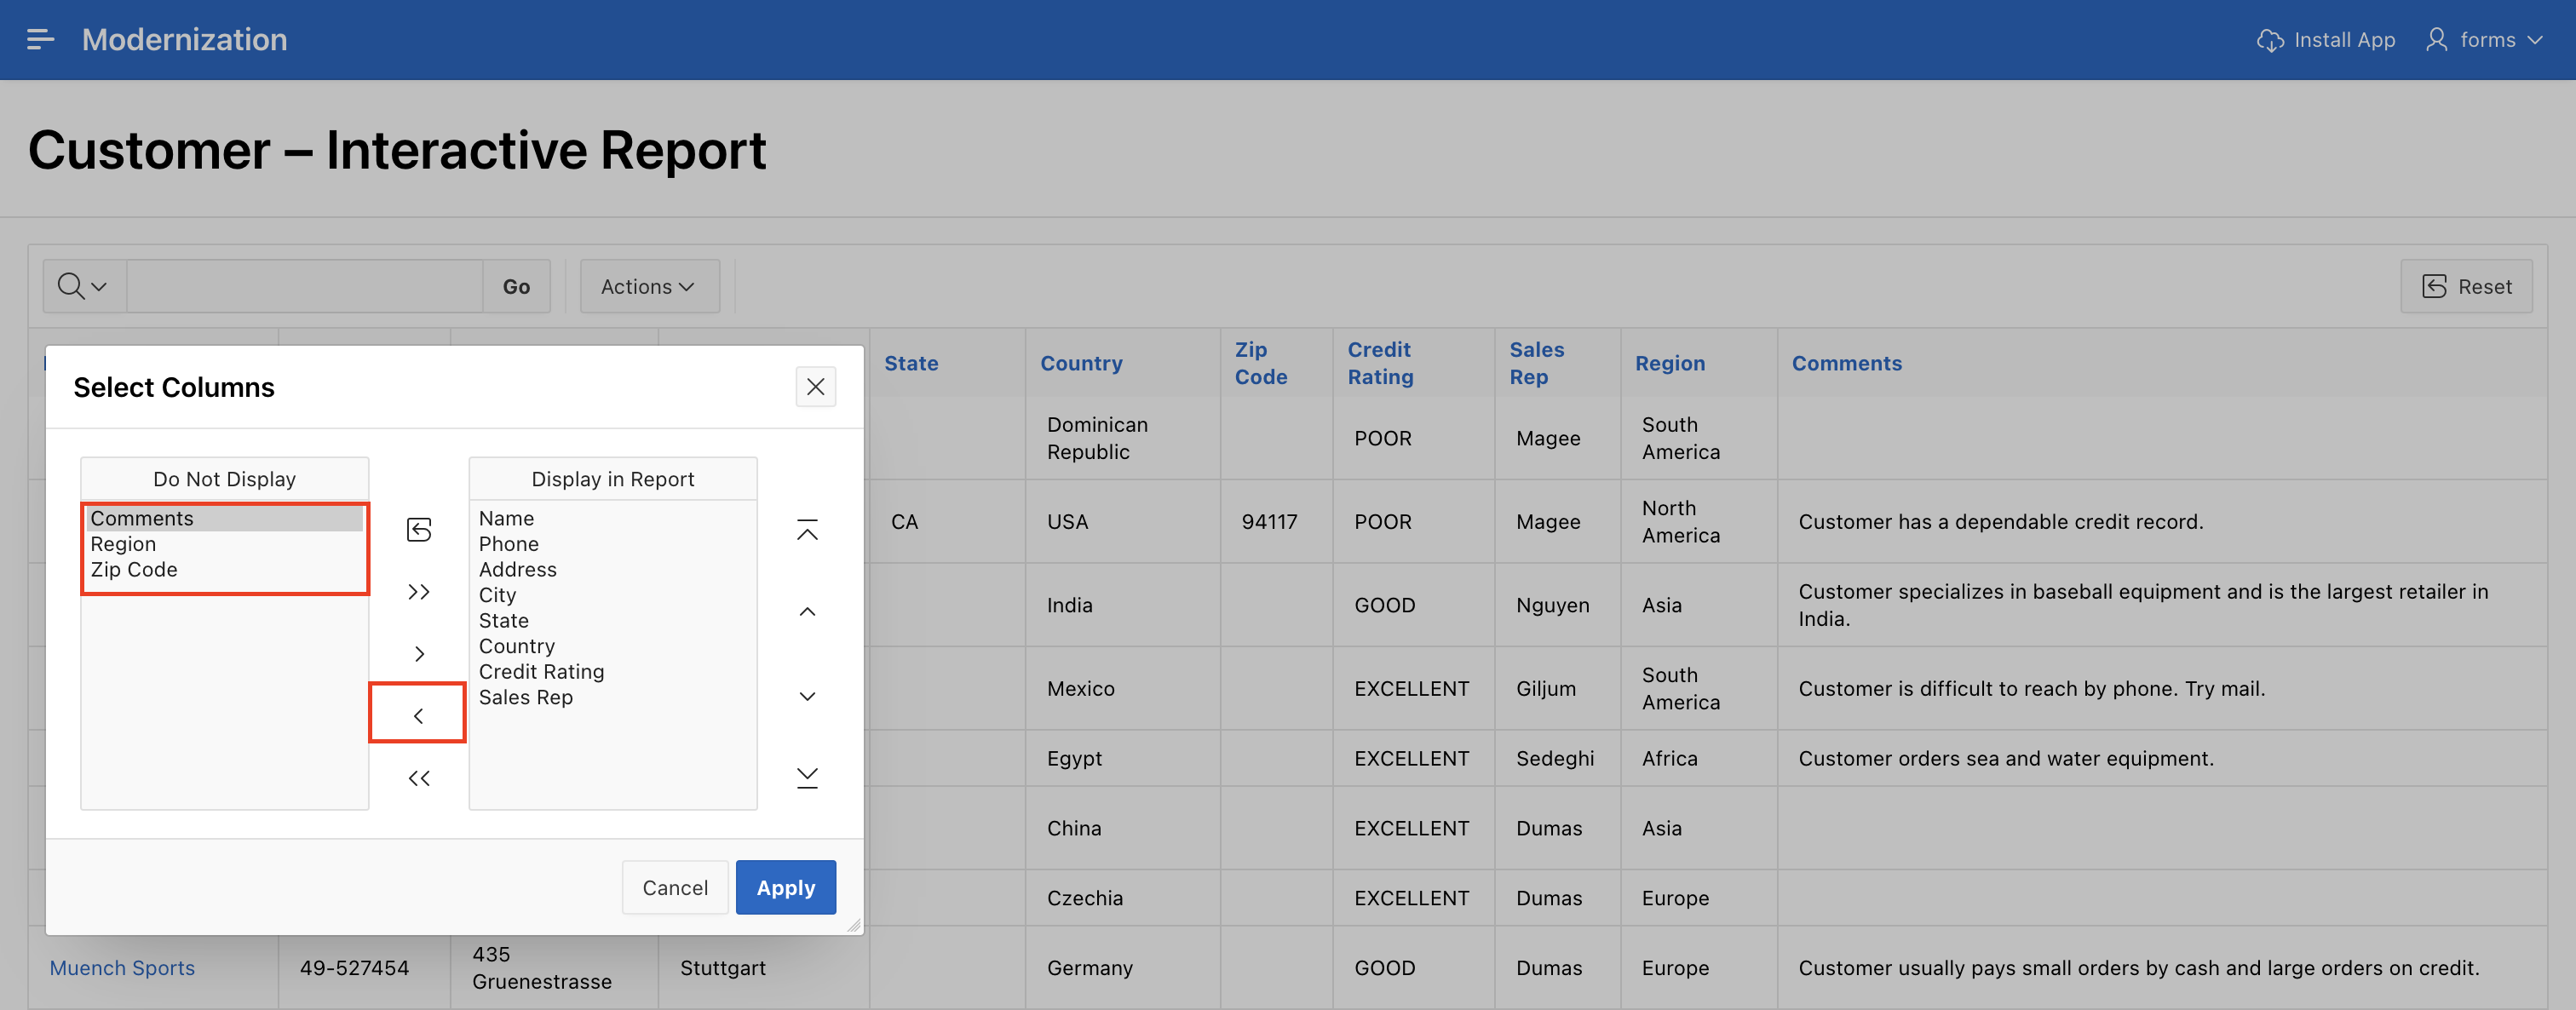 Modernization
Install App
forms
Customer – Interactive Report
Go
Actions
Reset
State
Country
Zip
Code
Credit
Rating
Sales
Rep
Region
Comments
Select Columns
Do Not Display
Comments
Region
Zip Code
Display in Report
Name
Phone
Address
City
State
Country
Credit Rating
Sales Rep
Cancel
Apply
Dominican
Republic
POOR
Magee
South
America
CA
USA
94117
POOR
Magee
North
America
Customer has a dependable credit record.
India
GOOD
Nguyen
Asia
Customer specializes in baseball equipment and is the largest retailer in
India.
Mexico
EXCELLENT
Giljum
South
America
Customer is difficult to reach by phone. Try mail.
Egypt
EXCELLENT
Sedeghi
Africa
Customer orders sea and water equipment.
China
EXCELLENT
Dumas
Asia
Czechia
EXCELLENT
Dumas
Europe
Muench Sports
49-527454
435
Gruenestrasse
Stuttgart
Germany
GOOD
Dumas
Europe
Customer usually pays small orders by cash and large orders on credit.